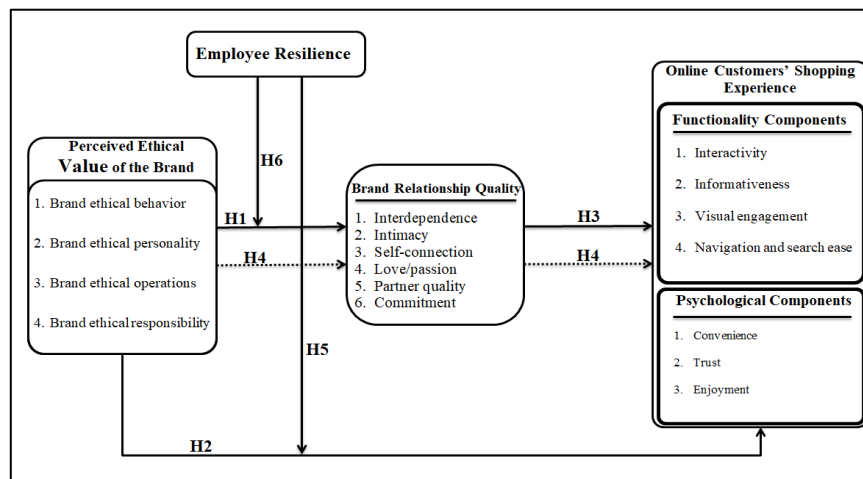 Employee Resilience
Perceived Ethical
Value of the Brand
1. Brand ethical behavior
2. Brand ethical personality
3. Brand ethical operations
4. Brand ethical responsibility
H6
H1
H4
H5
H2
Brand Relationship Quality
1. Interdependence
2. Intimacy
3. Self-connection
4. Love/passion
5. Partner quality
6. Commitment
H3
H4
Online Customers’ Shopping
Experience
Functionality Components
1. Interactivity
2. Informativeness
3. Visual engagement
4. Navigation and search ease
Psychological Components
1. Convenience
2. Trust
3. Enjoyment